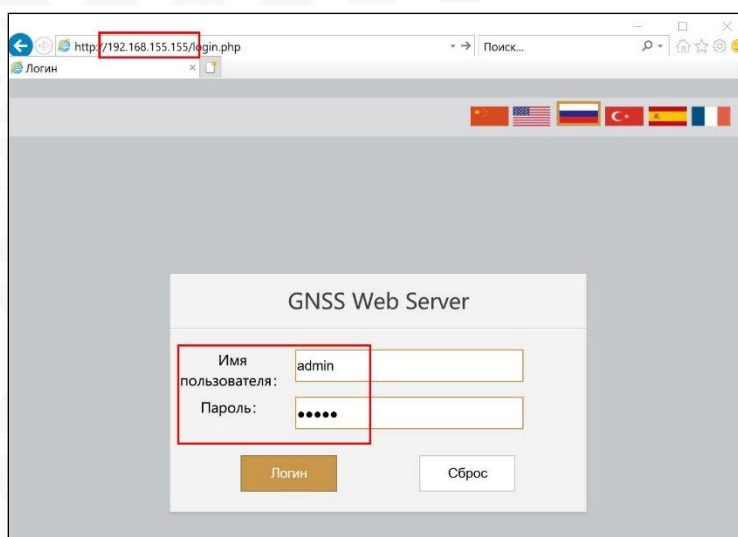 http://192.168.155.155/login.php
Поиск...
Логин
GNSS Web Server
Имя
пользователя:
admin
Пароль:
•••••
Логин
Сброс